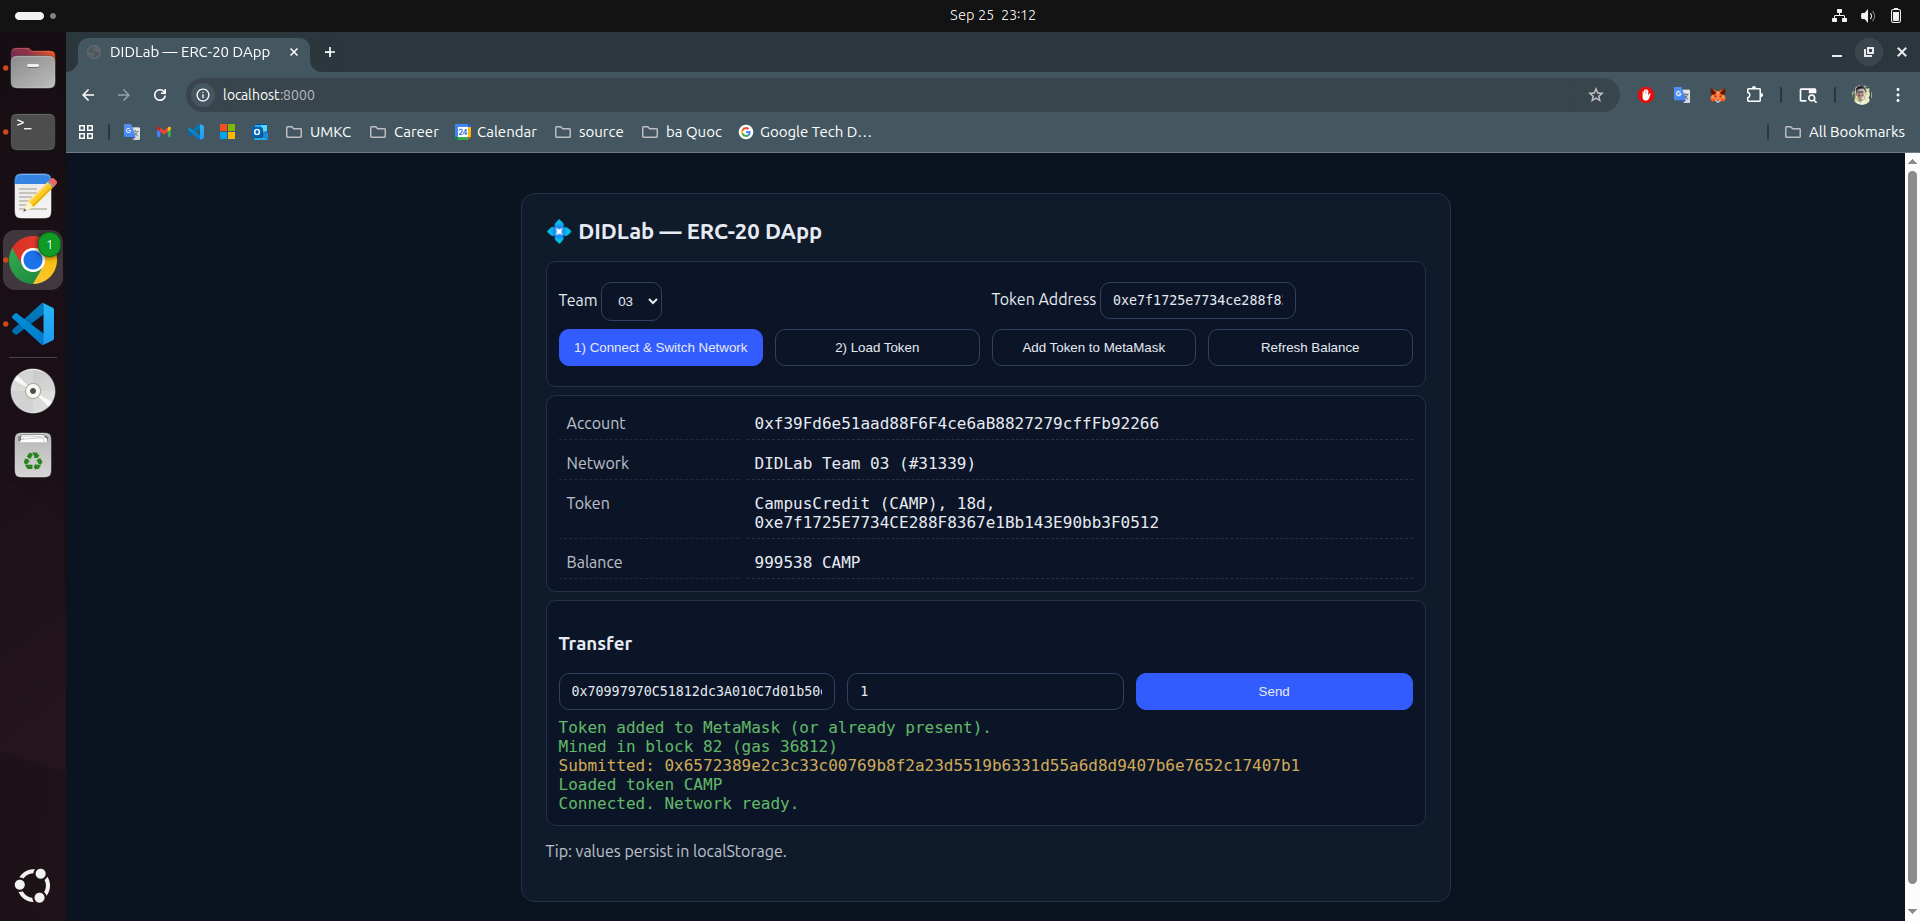 Sep 25 23:12
DIDLab — ERC-20 DApp
localhost:8000
UMKC
Career
Calendar
source
ba Quoc
Google Tech D...
All Bookmarks
1
DIDLab — ERC-20 DApp
Team 03
Token Address 0xe7f1725e7734ce288f8
1) Connect & Switch Network
2) Load Token
Add Token to MetaMask
Refresh Balance
Account 0xf39Fd6e51aad88F6F4ce6aB8827279cffFb92266
Network DIDLab Team 03 (#31339)
Token CampusCredit (CAMP), 18d,
0xe7f1725E7734CE288F8367e1Bb143E90bb3F0512
Balance 999538 CAMP
Transfer
0x70997970C51812dc3A010C7d01b50
1
Send
Token added to MetaMask (or already present).
Mined in block 82 (gas 36812)
Submitted: 0x6572389e2c3c33c00769b8f2a23d5519b6331d55a6d8d9407b6e7652c17407b1
Loaded token CAMP
Connected. Network ready.
Tip: values persist in localStorage.